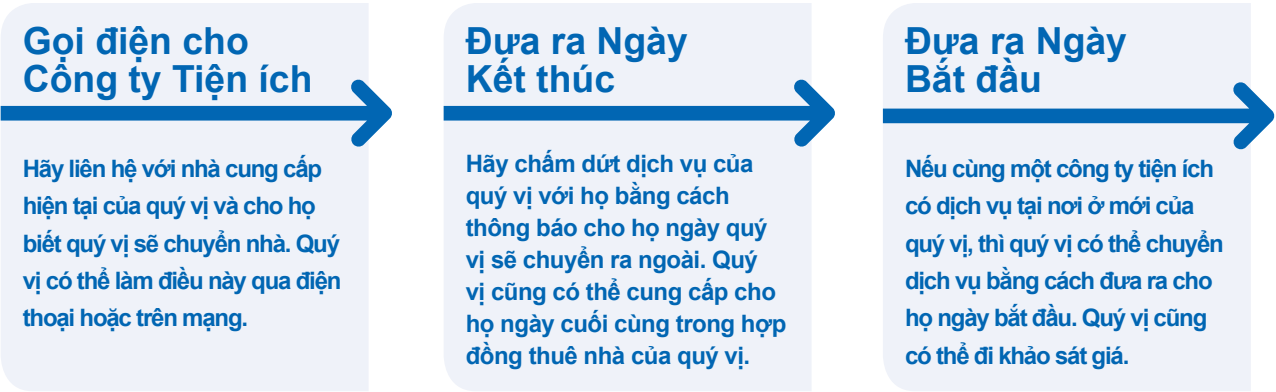 Gọi điện cho
Công ty Tiện ích
Hãy liên hệ với nhà cung cấp
hiện tại của quý vị và cho họ
biết quý vị sẽ chuyển nhà. Quý
vị có thể làm điều này qua điện
thoại hoặc trên mạng.
Đưa ra Ngày
Kết thúc
Hãy chấm dứt dịch vụ của
quý vị với họ bằng cách
thông báo cho họ ngày quý
vị sẽ chuyển ra ngoài. Quý
vị cũng có thể cung cấp cho
họ ngày cuối cùng trong hợp
đồng thuê nhà của quý vị.
Đưa ra Ngày
Bắt đầu
Nếu cùng một công ty tiện ích
có dịch vụ tại nơi ở mới của
quý vị, thì quý vị có thể chuyển
dịch vụ bằng cách đưa ra cho
họ ngày bắt đầu. Quý vị cũng
có thể đi khảo sát giá.